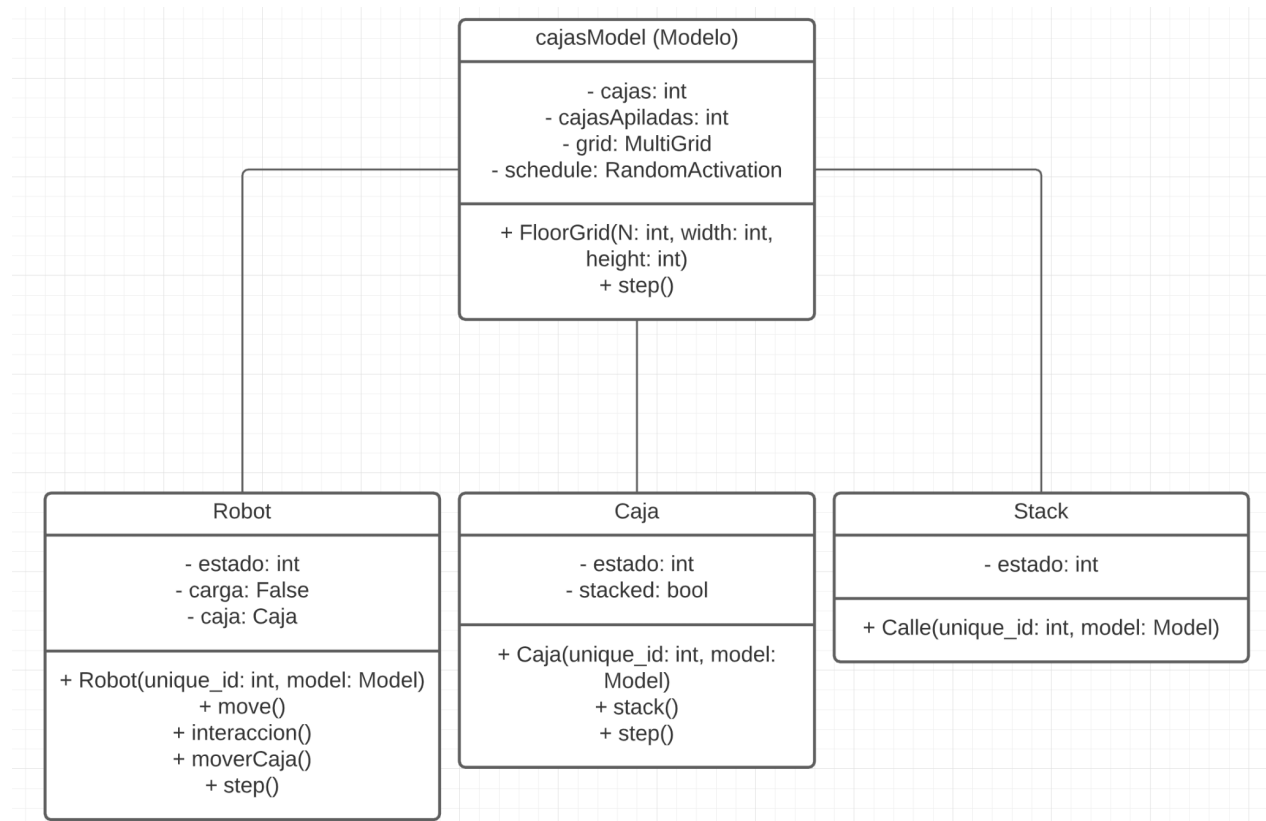 cajasModel (Modelo)
- cajas: int
- cajasApiladas: int
- grid: MultiGrid
- schedule: RandomActivation
+ FloorGrid(N: int, width: int,
height: int)
+ step()
Robot
- estado: int
- carga: False
- caja: Caja
+ Robot(unique_id: int, model: Model)
+ move()
+ interaccion()
+ moverCaja()
+ step()
Caja
- estado: int
- stacked: bool
+ Caja(unique_id: int, model:
Model)
+ stack()
+ step()
Stack
- estado: int
+ Calle(unique_id: int, model: Model)